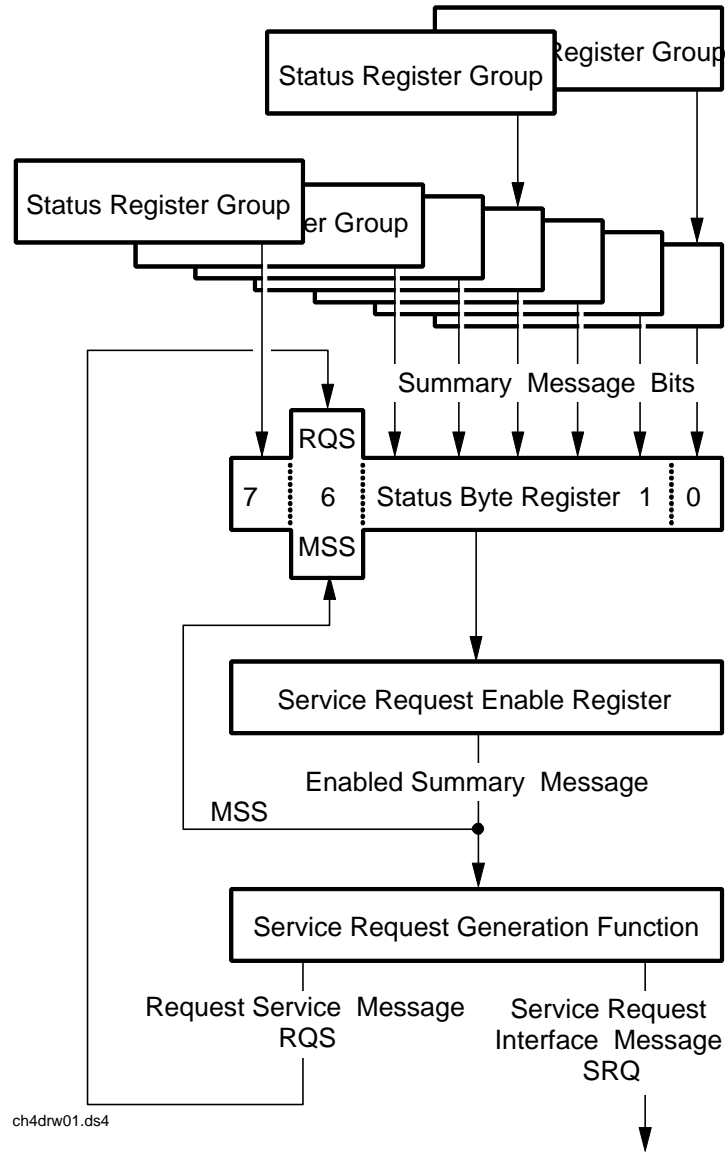 Register Group
Status Register Group
Status Register Group
er Group
Summary Message Bits
RQS
7 6 Status Byte Register 1 0
MSS
Service Request Enable Register
Enabled Summary Message
MSS
Service Request Generation Function
Request Service Message
RQS
Service Request
Interface Message
SRQ
ch4drw01.ds4